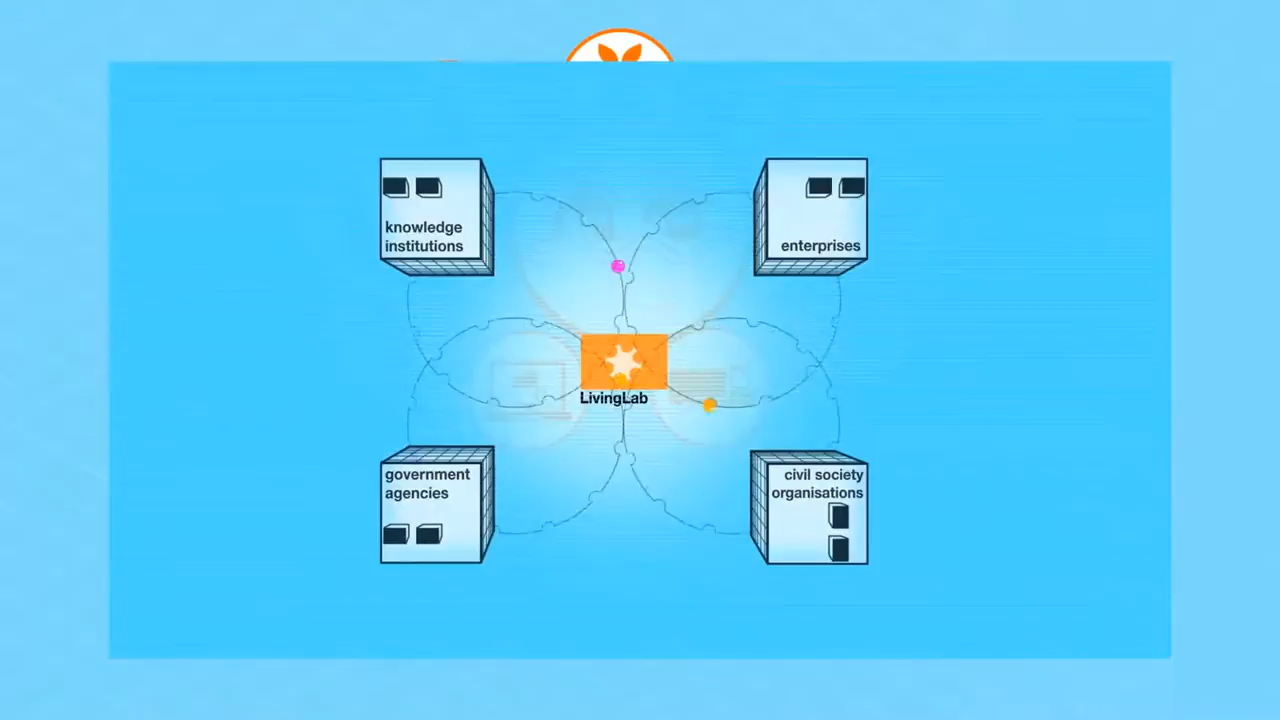 knowledge
institutions
enterprises
LivingLab
government
agencies
civil society
organisations